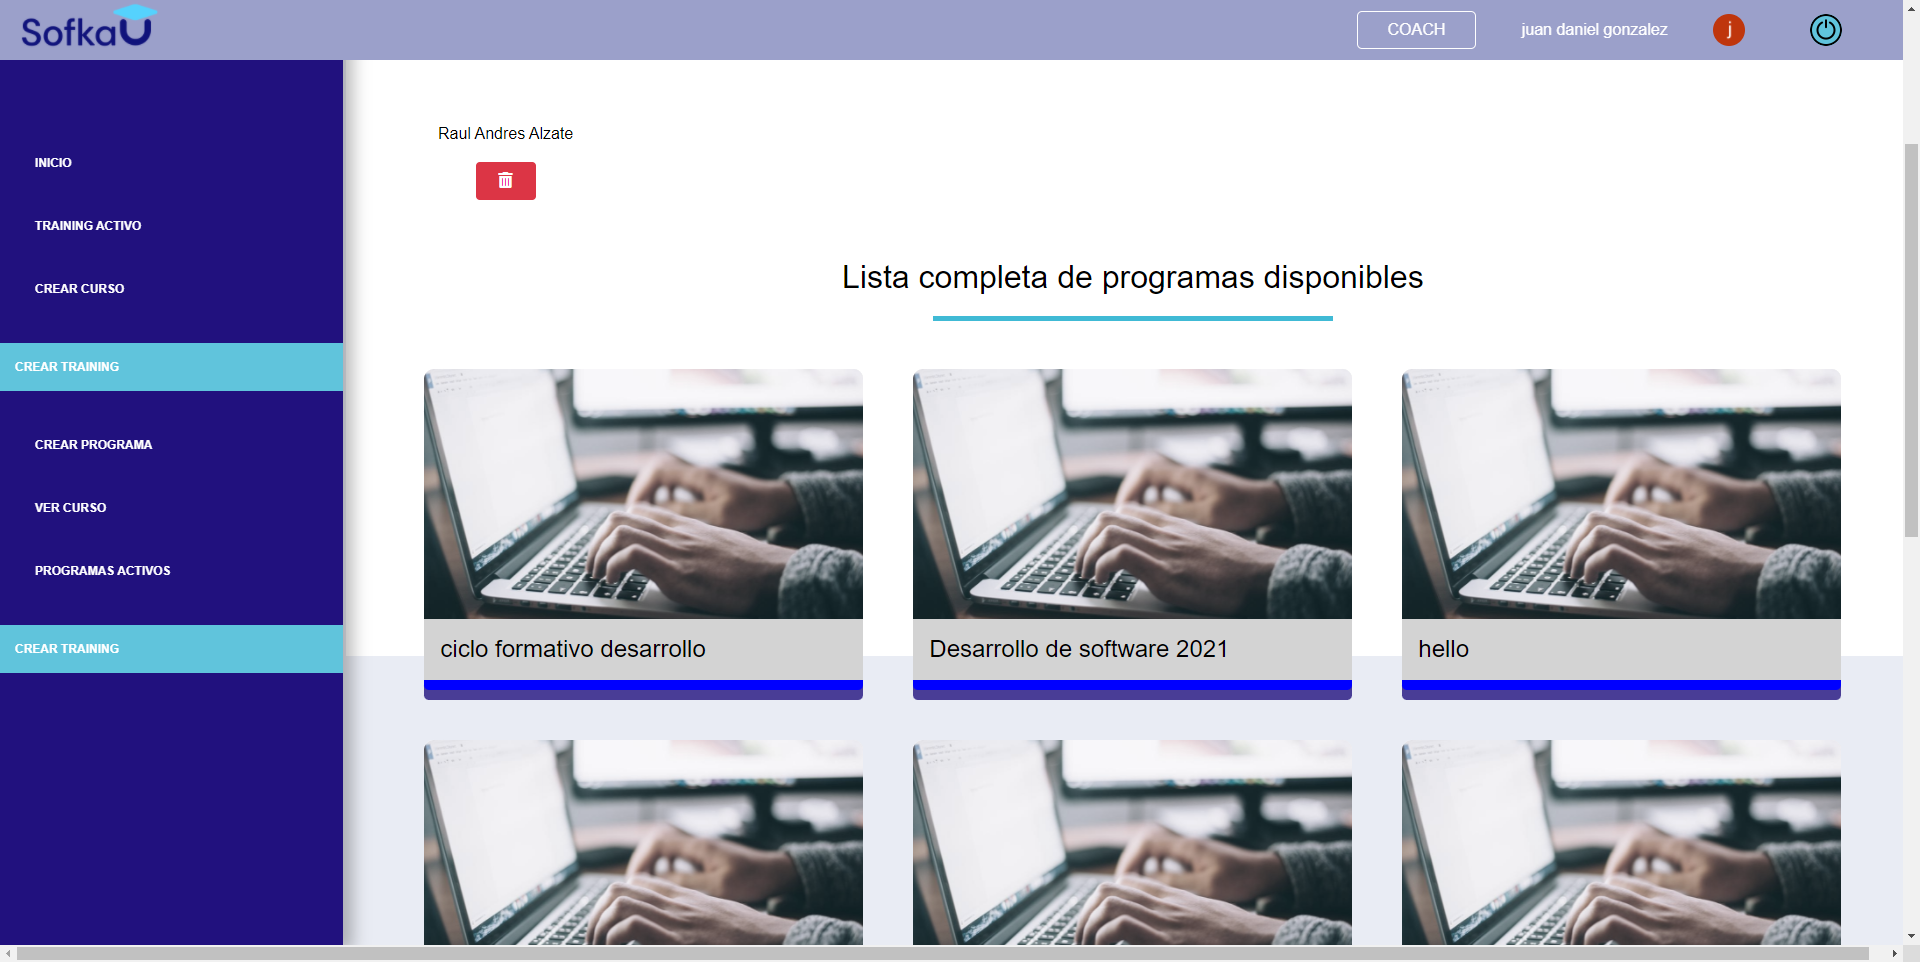 SofkaU
COACH
juan daniel gonzalez
j
INICIO
TRAINING ACTIVO
CREAR CURSO
CREAR TRAINING
CREAR PROGRAMA
VER CURSO
PROGRAMAS ACTIVOS
CREAR TRAINING
Raul Andres Alzate
Lista completa de programas disponibles
ciclo formativo desarrollo
Desarrollo de software 2021
hello